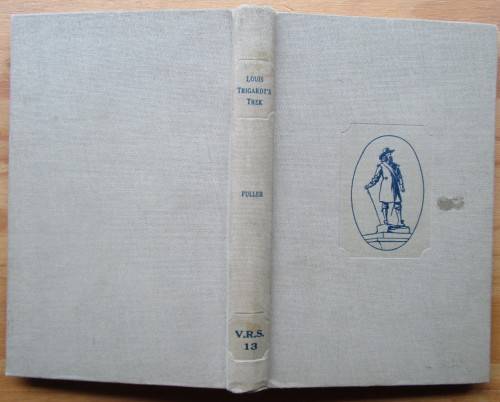 LOUIS
TRIGARDT'S
TREK
FULLER
V.R.S.
13